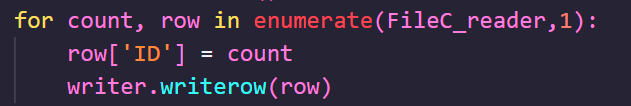 for count, row in enumerate(FileC_reader,1):
    row['ID'] = count
    writer.writerow(row)